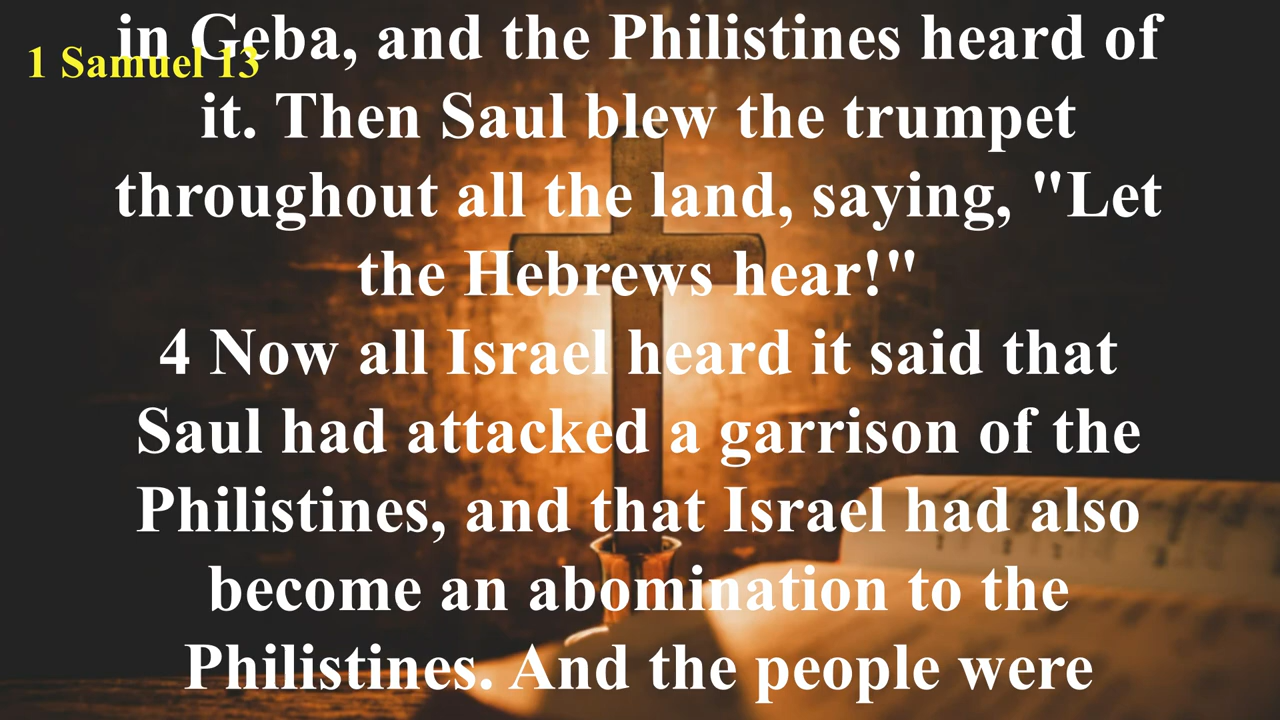 1 Samuel 13
in Geba, and the Philistines heard of
it. Then Saul blew the trumpet
throughout all the land, saying, "Let
the Hebrews hear!"
4 Now all Israel heard it said that
Saul had attacked a garrison of the
Philistines, and that Israel had also
become an abomination to the
Philistines. And the people were